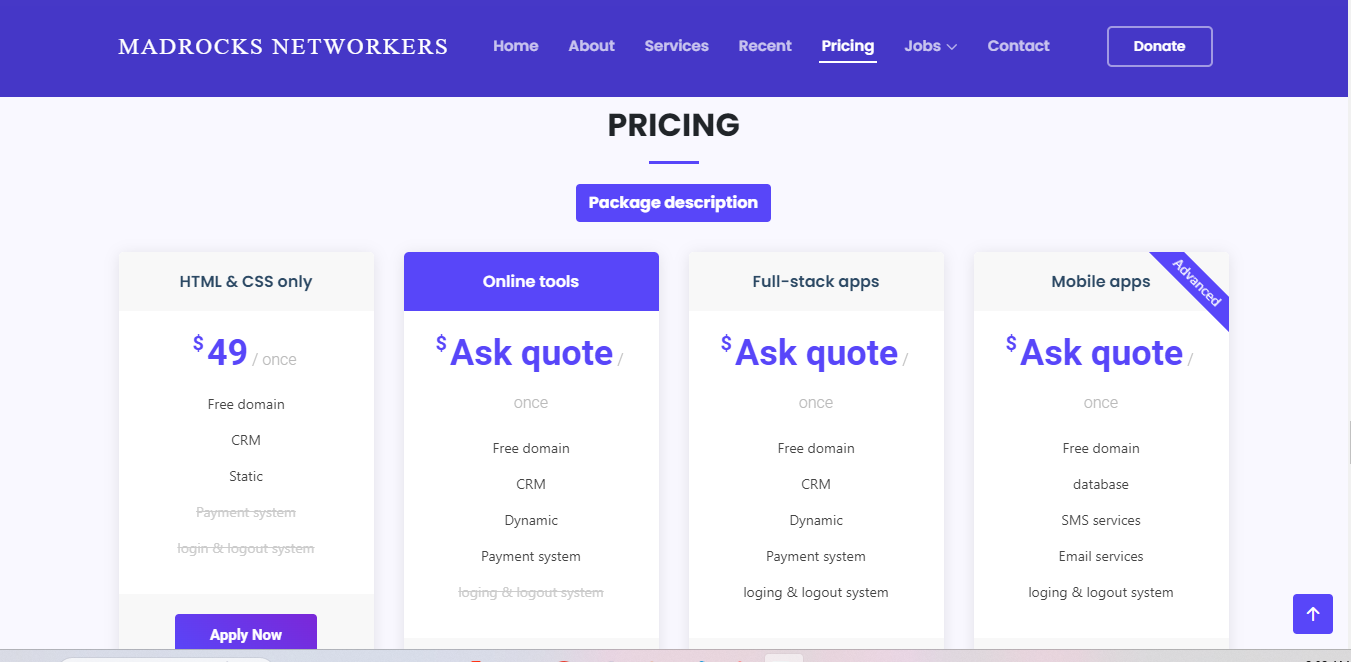 MADROCKS NETWORKERS Home About Services Recent Pricing Jobs Contact Donate
PRICING
Package description
HTML & CSS only
$ 49 / once
Free domain
CRM
Static
Payment system
login & logout system
Apply Now
Online tools
$ Ask quote /
once
Free domain
CRM
Dynamic
Payment system
loging & logout system
Full-stack apps
$ Ask quote /
once
Free domain
CRM
Dynamic
Payment system
loging & logout system
Mobile apps
Advanced
$ Ask quote /
once
Free domain
database
SMS services
Email services
loging & logout system